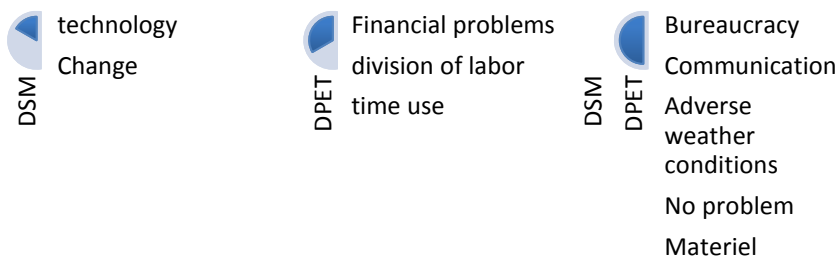 DSM
technology
Change
DPET
Financial problems
division of labor
time use
DSM
DPET
Bureaucracy
Communication
Adverse
weather
conditions
No problem
Materiel